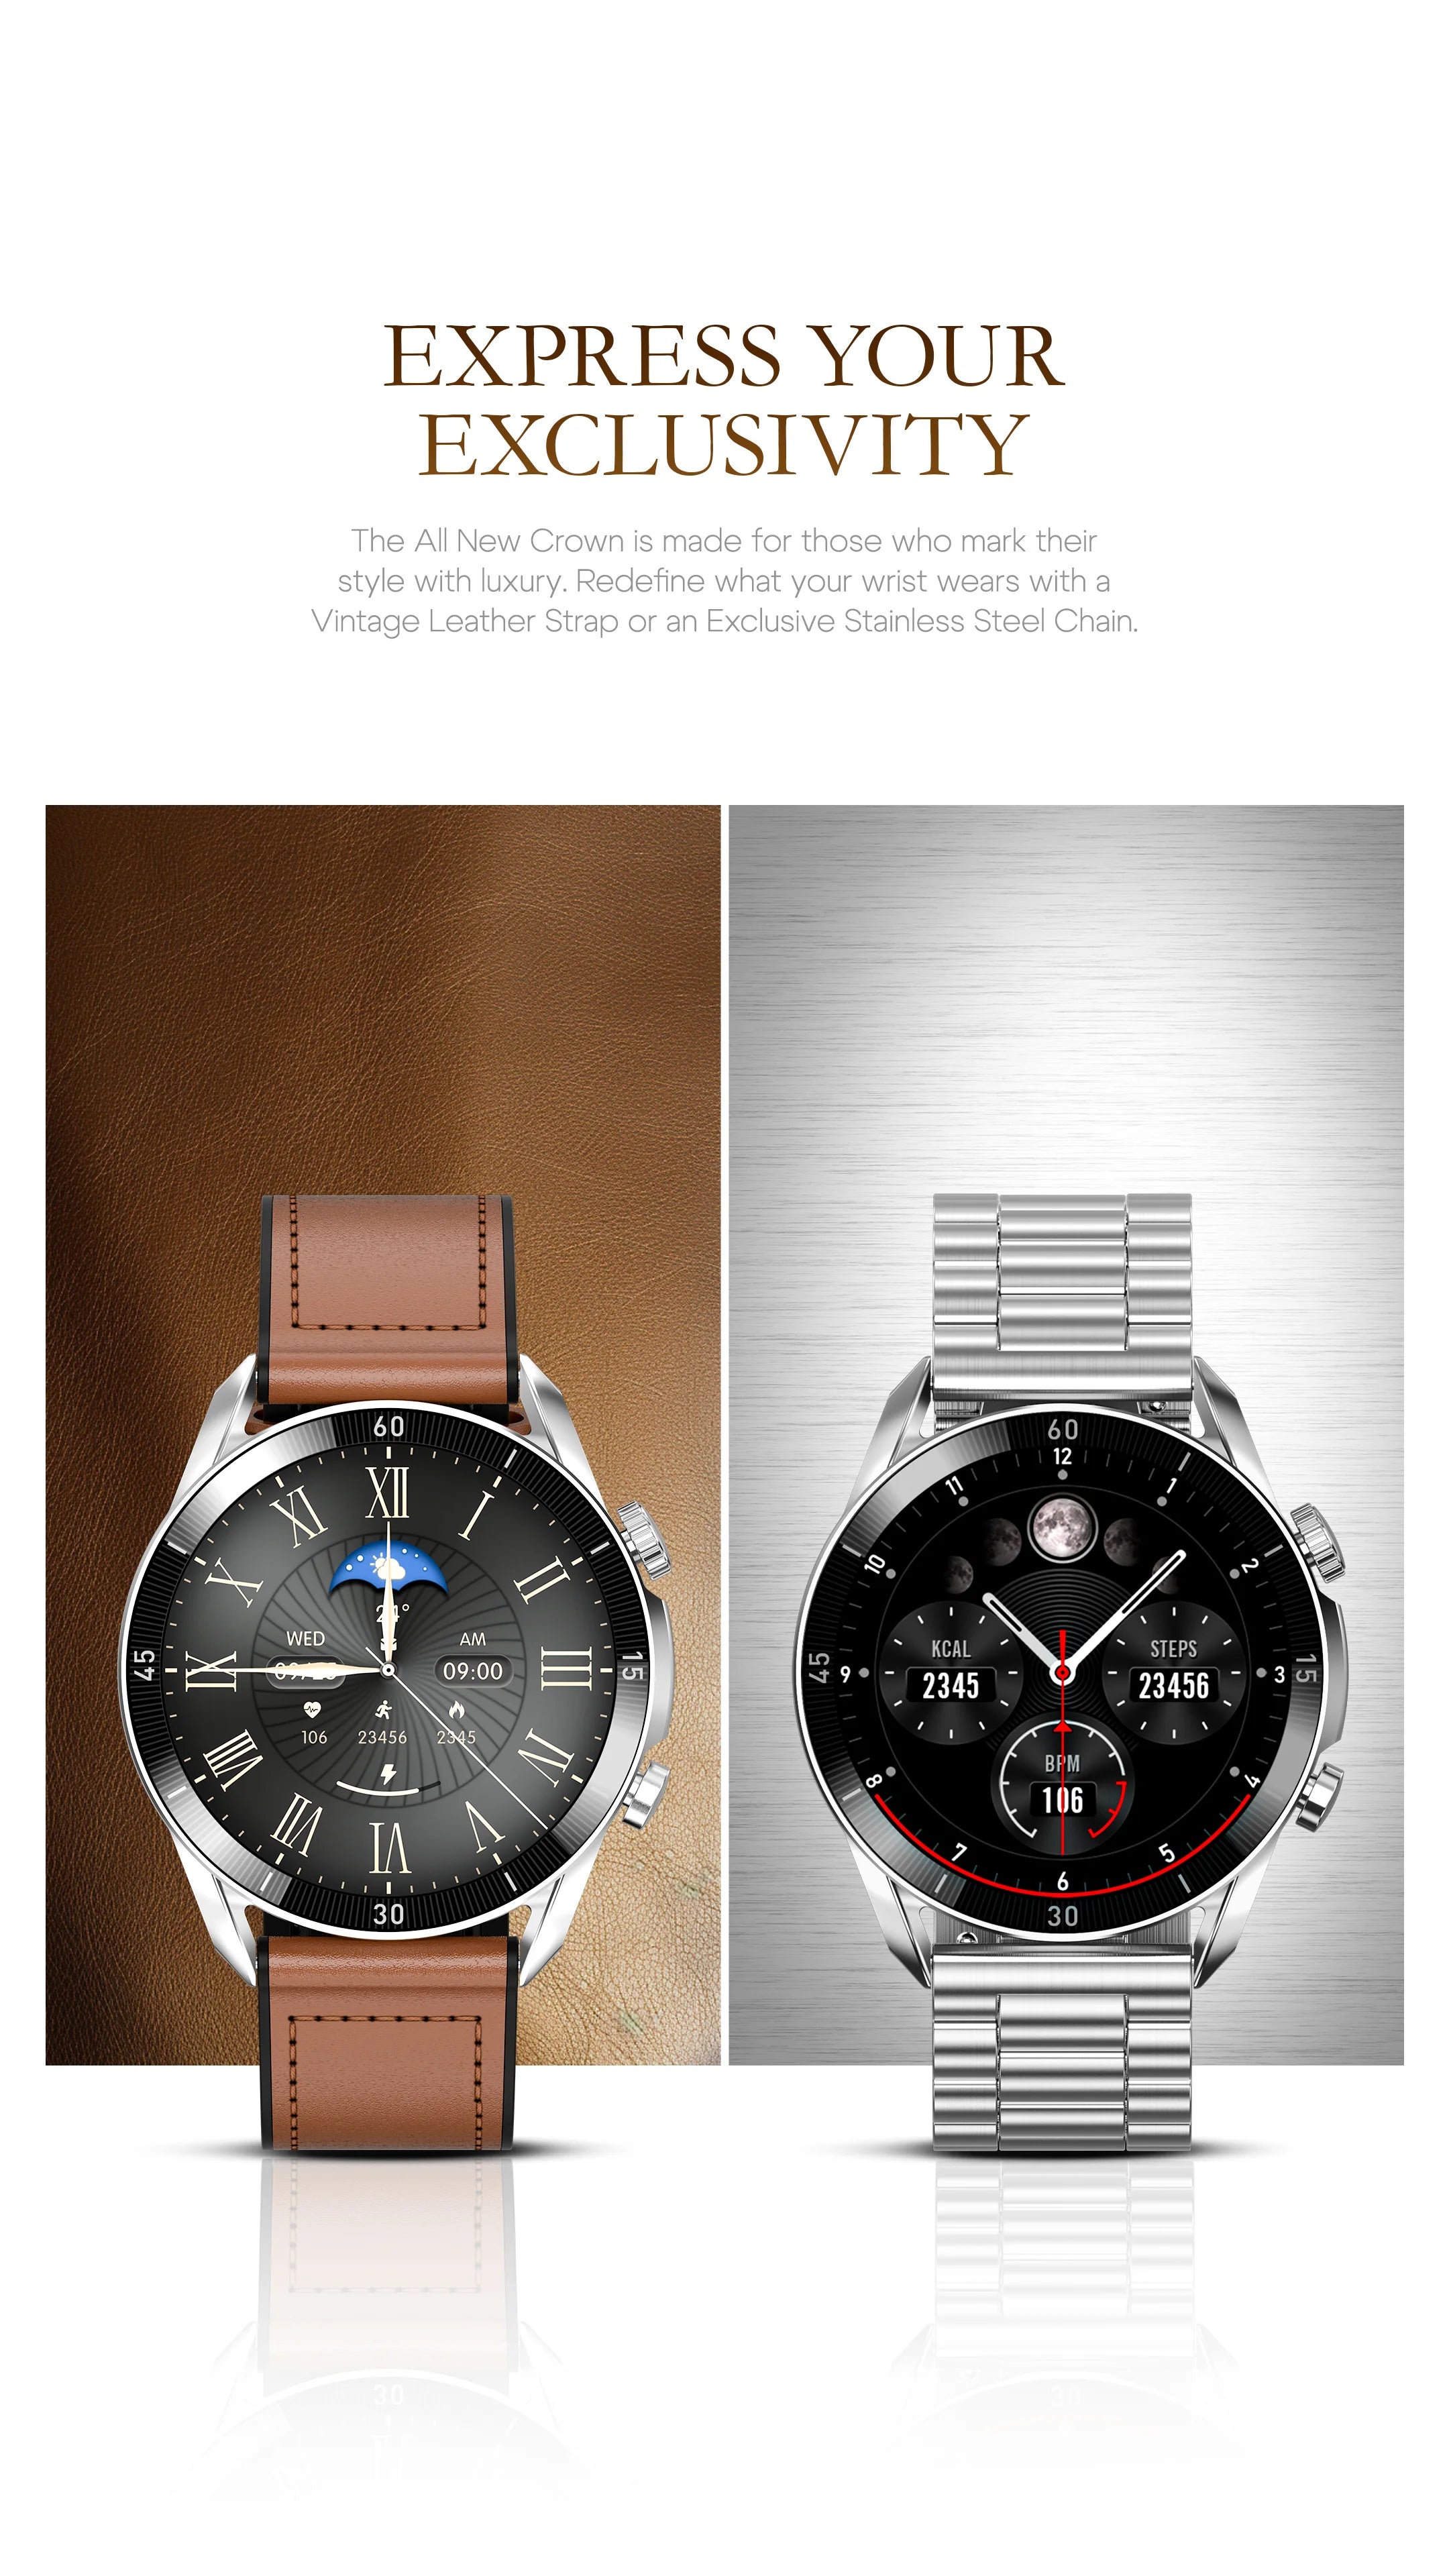 EXPRESS YOUR
EXCLUSIVITY
The All New Crown is made for those who mark their
style with luxury. Redefine what your wrist wears with a
Vintage Leather Strap or an Exclusive Stainless Steel Chain.
60
XII
XI
I
X
II
24°
WED
AM
45
IX
09:00
III
15
106
23456
2345
VIII
IV
VII
VI
V
30
60
12
11
1
10
2
KCAL
2345
STEPS
23456
45
9
3
15
BPM
106
8
4
7
5
6
30
30